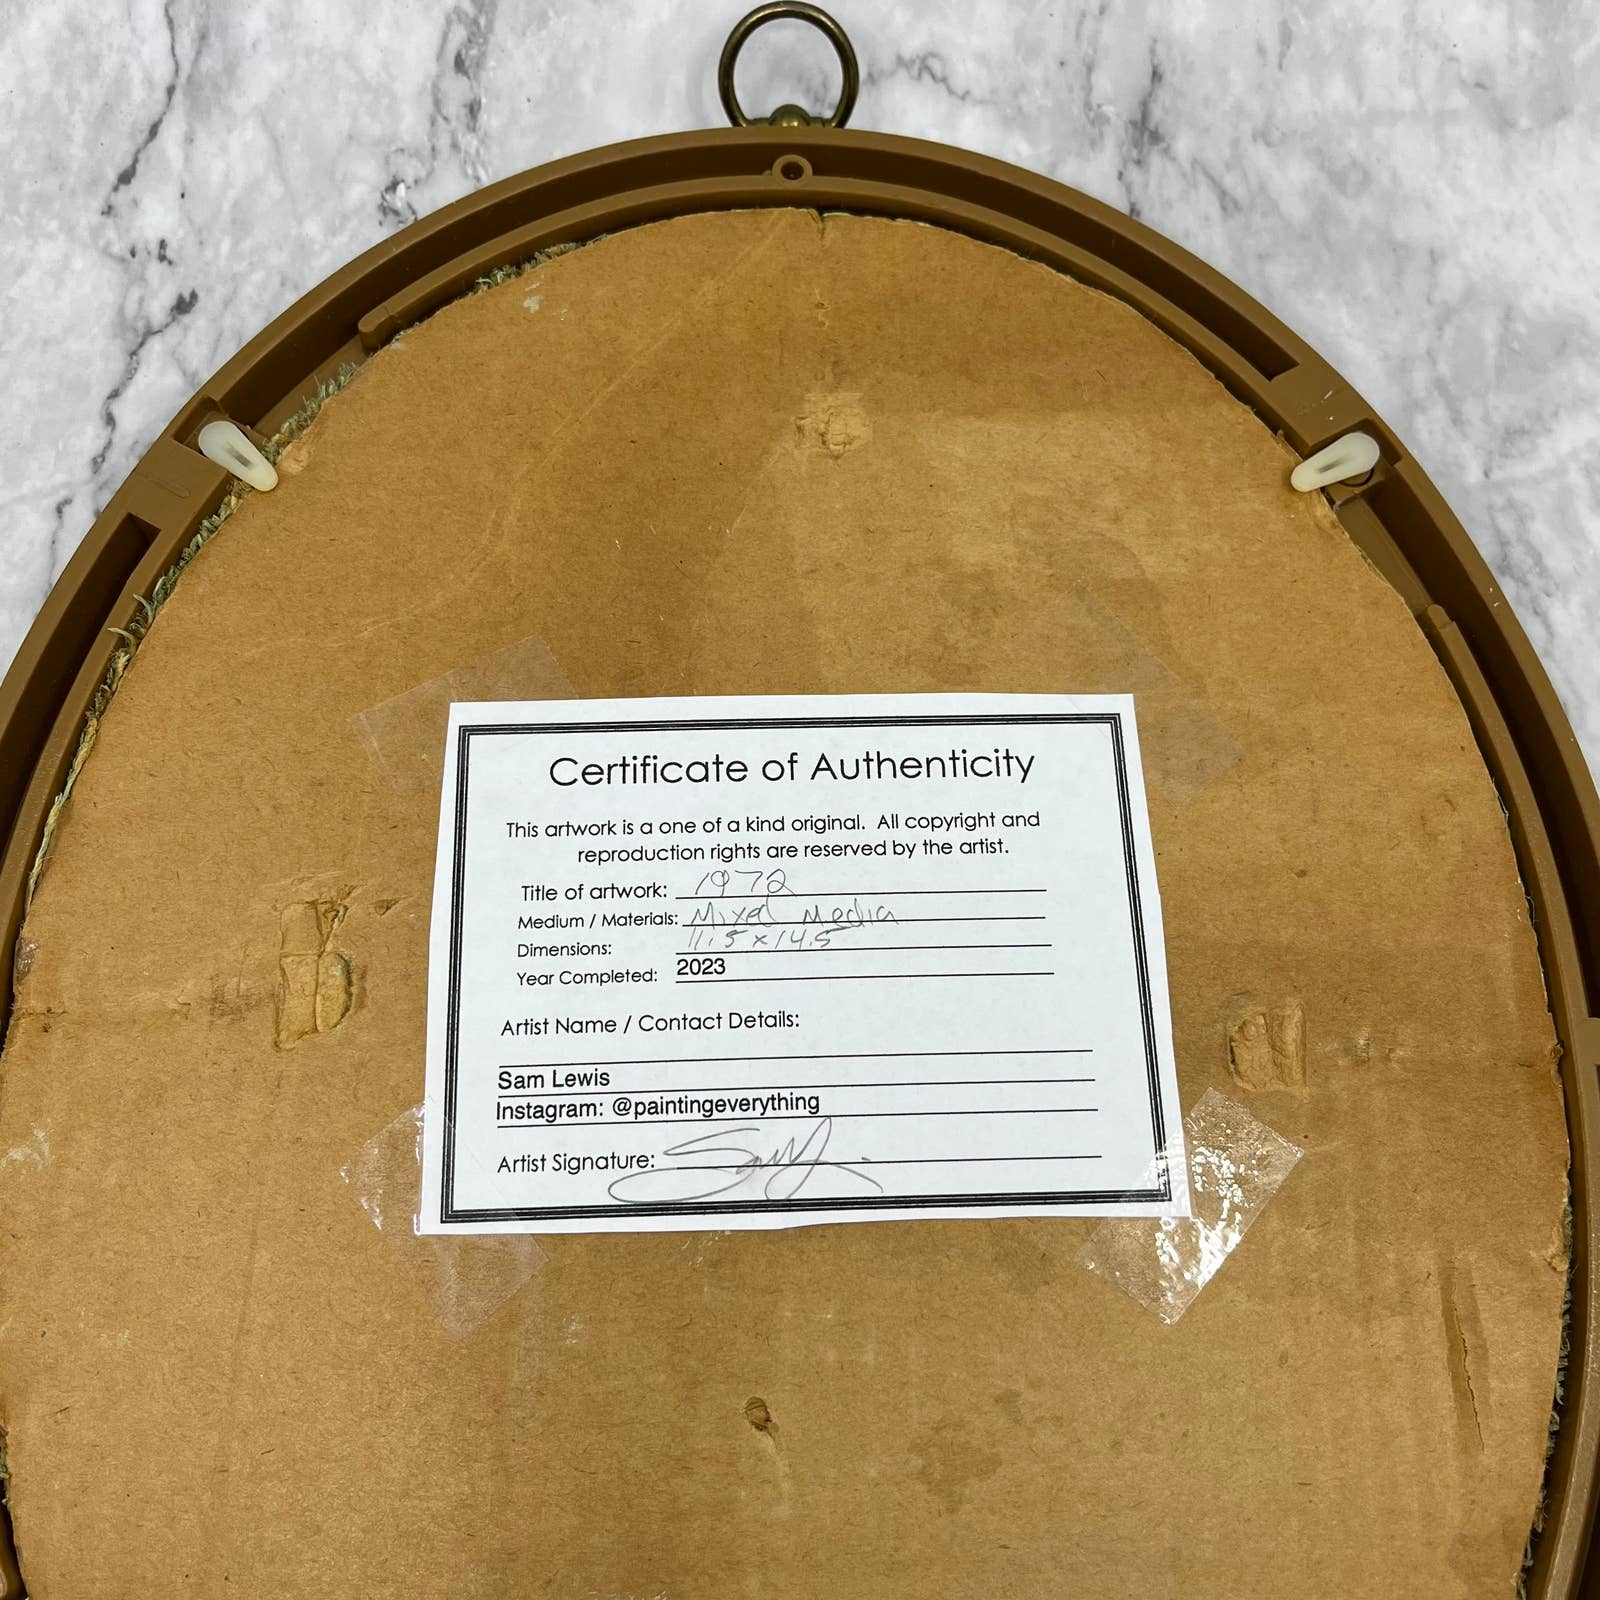 Certificate of Authenticity
This artwork is a one of a kind original. All copyright and
reproduction rights are reserved by the artist.
Title of artwork: 1972
Medium / Materials: Mixed Media
Dimensions: 11.5 x 14.5
Year Completed: 2023
Artist Name / Contact Details:
Sam Lewis
Instagram: @paintingeverything
Artist Signature: